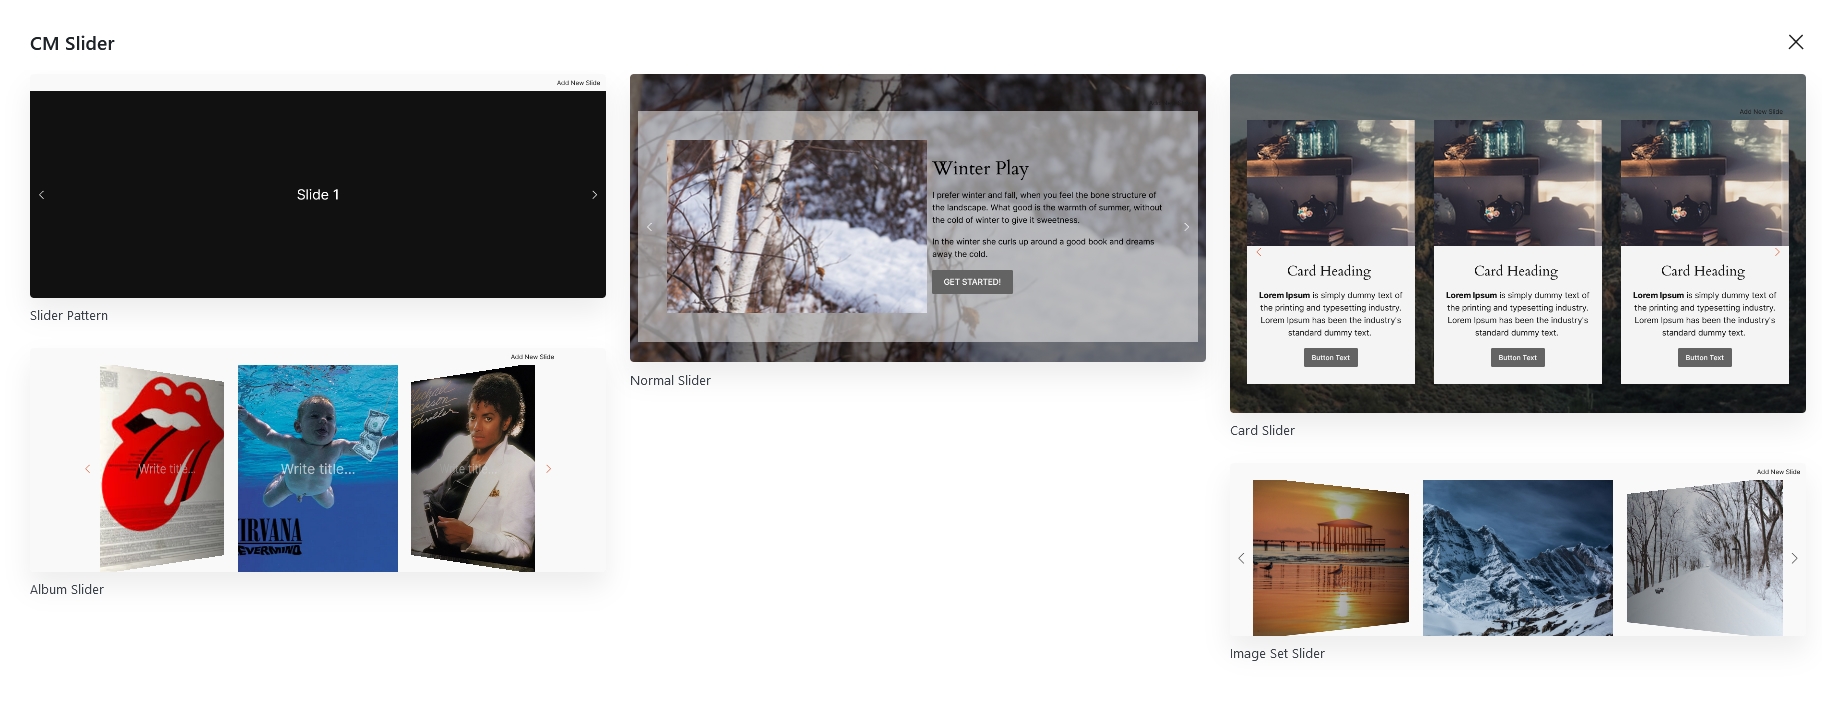 CM Slider
Add New Slide
Slide 1
Slider Pattern
Add New Slide
Write title...
Write title...
NIRVANA
NEVERMIND
Michael
Jackson
Thriller
Write title...
Album Slider
Winter Play
I prefer winter and fall, when you feel the bone structure of
the landscape. What good is the warmth of summer, without
the cold of winter to give it sweetness.
In the winter she curls up around a good book and dreams
away the cold.
GET STARTED!
Normal Slider
Add New Slide
Card Heading
Lorem Ipsum is simply dummy text of
the printing and typesetting industry.
Lorem Ipsum has been the industry's
standard dummy text.
Button Text
Card Heading
Lorem Ipsum is simply dummy text of
the printing and typesetting industry.
Lorem Ipsum has been the industry's
standard dummy text.
Button Text
Card Heading
Lorem Ipsum is simply dummy text of
the printing and typesetting industry.
Lorem Ipsum has been the industry's
standard dummy text.
Button Text
Card Slider
Add New Slide
Image Set Slider